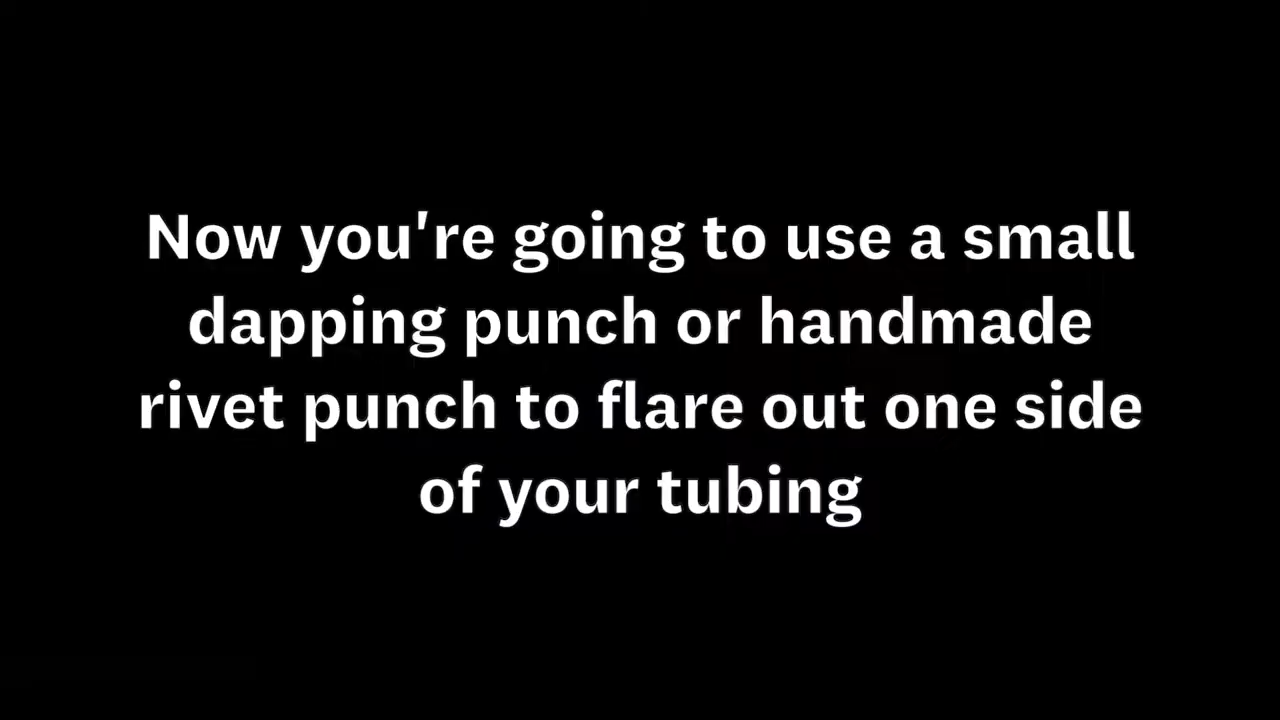 Now you're going to use a small
dapping punch or handmade
rivet punch to flare out one side
of your tubing